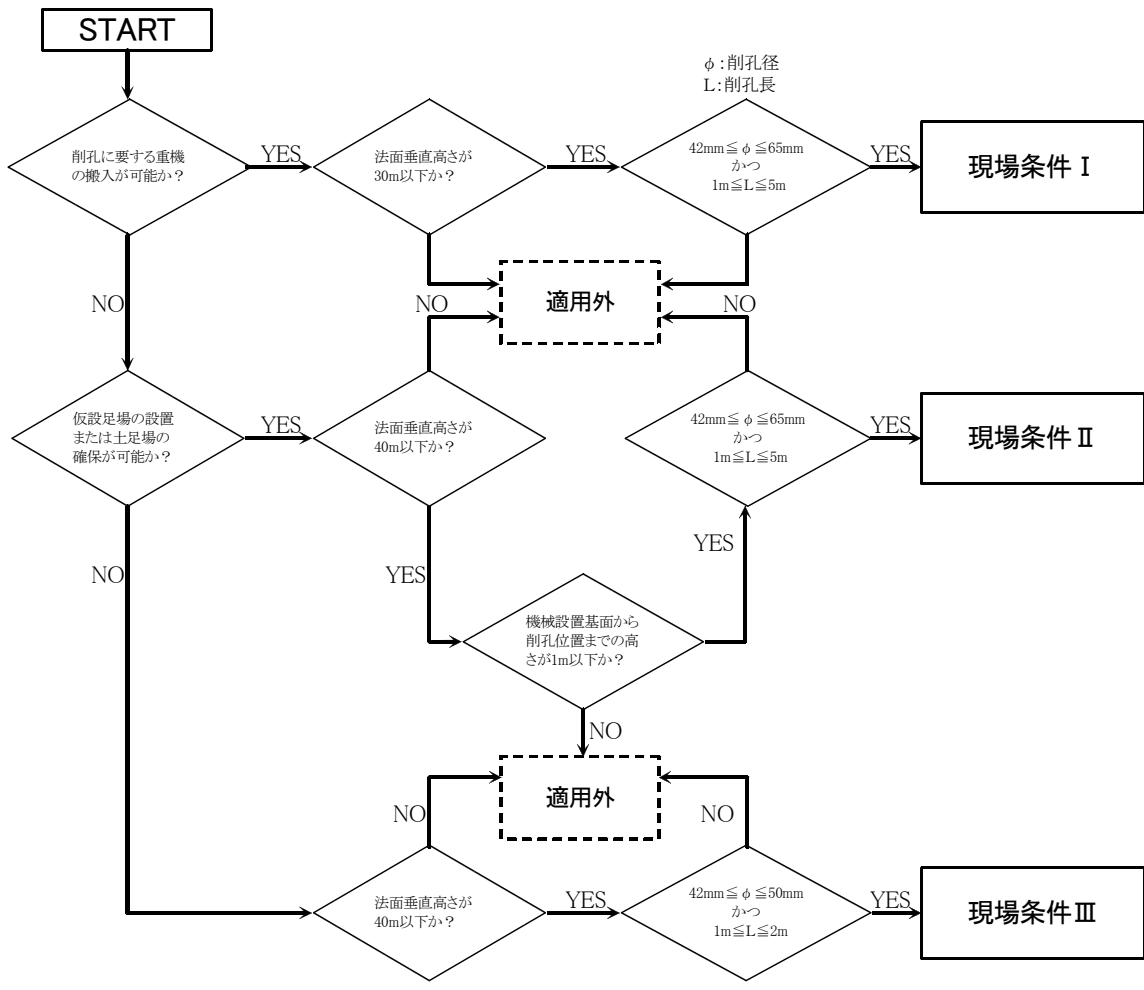 START
φ:削孔径
L:削孔長
削孔に要する重機
の搬入が可能か？
YES
法面垂直高さが
30m以下か？
YES
42mm≦φ≦65mm
かつ
1m≦L≦5m
YES
現場条件Ⅰ
適用外
NO
NO
NO
仮設足場の設置
または土足場の
確保が可能か？
YES
法面垂直高さが
40m以下か？
42mm≦φ≦65mm
かつ
1m≦L≦5m
YES
現場条件Ⅱ
NO
YES
YES
機械設置基面から
削孔位置までの高
さが1m以下か？
NO
適用外
NO
NO
法面垂直高さが
40m以下か？
YES
42mm≦φ≦50mm
かつ
1m≦L≦2m
YES
現場条件Ⅲ